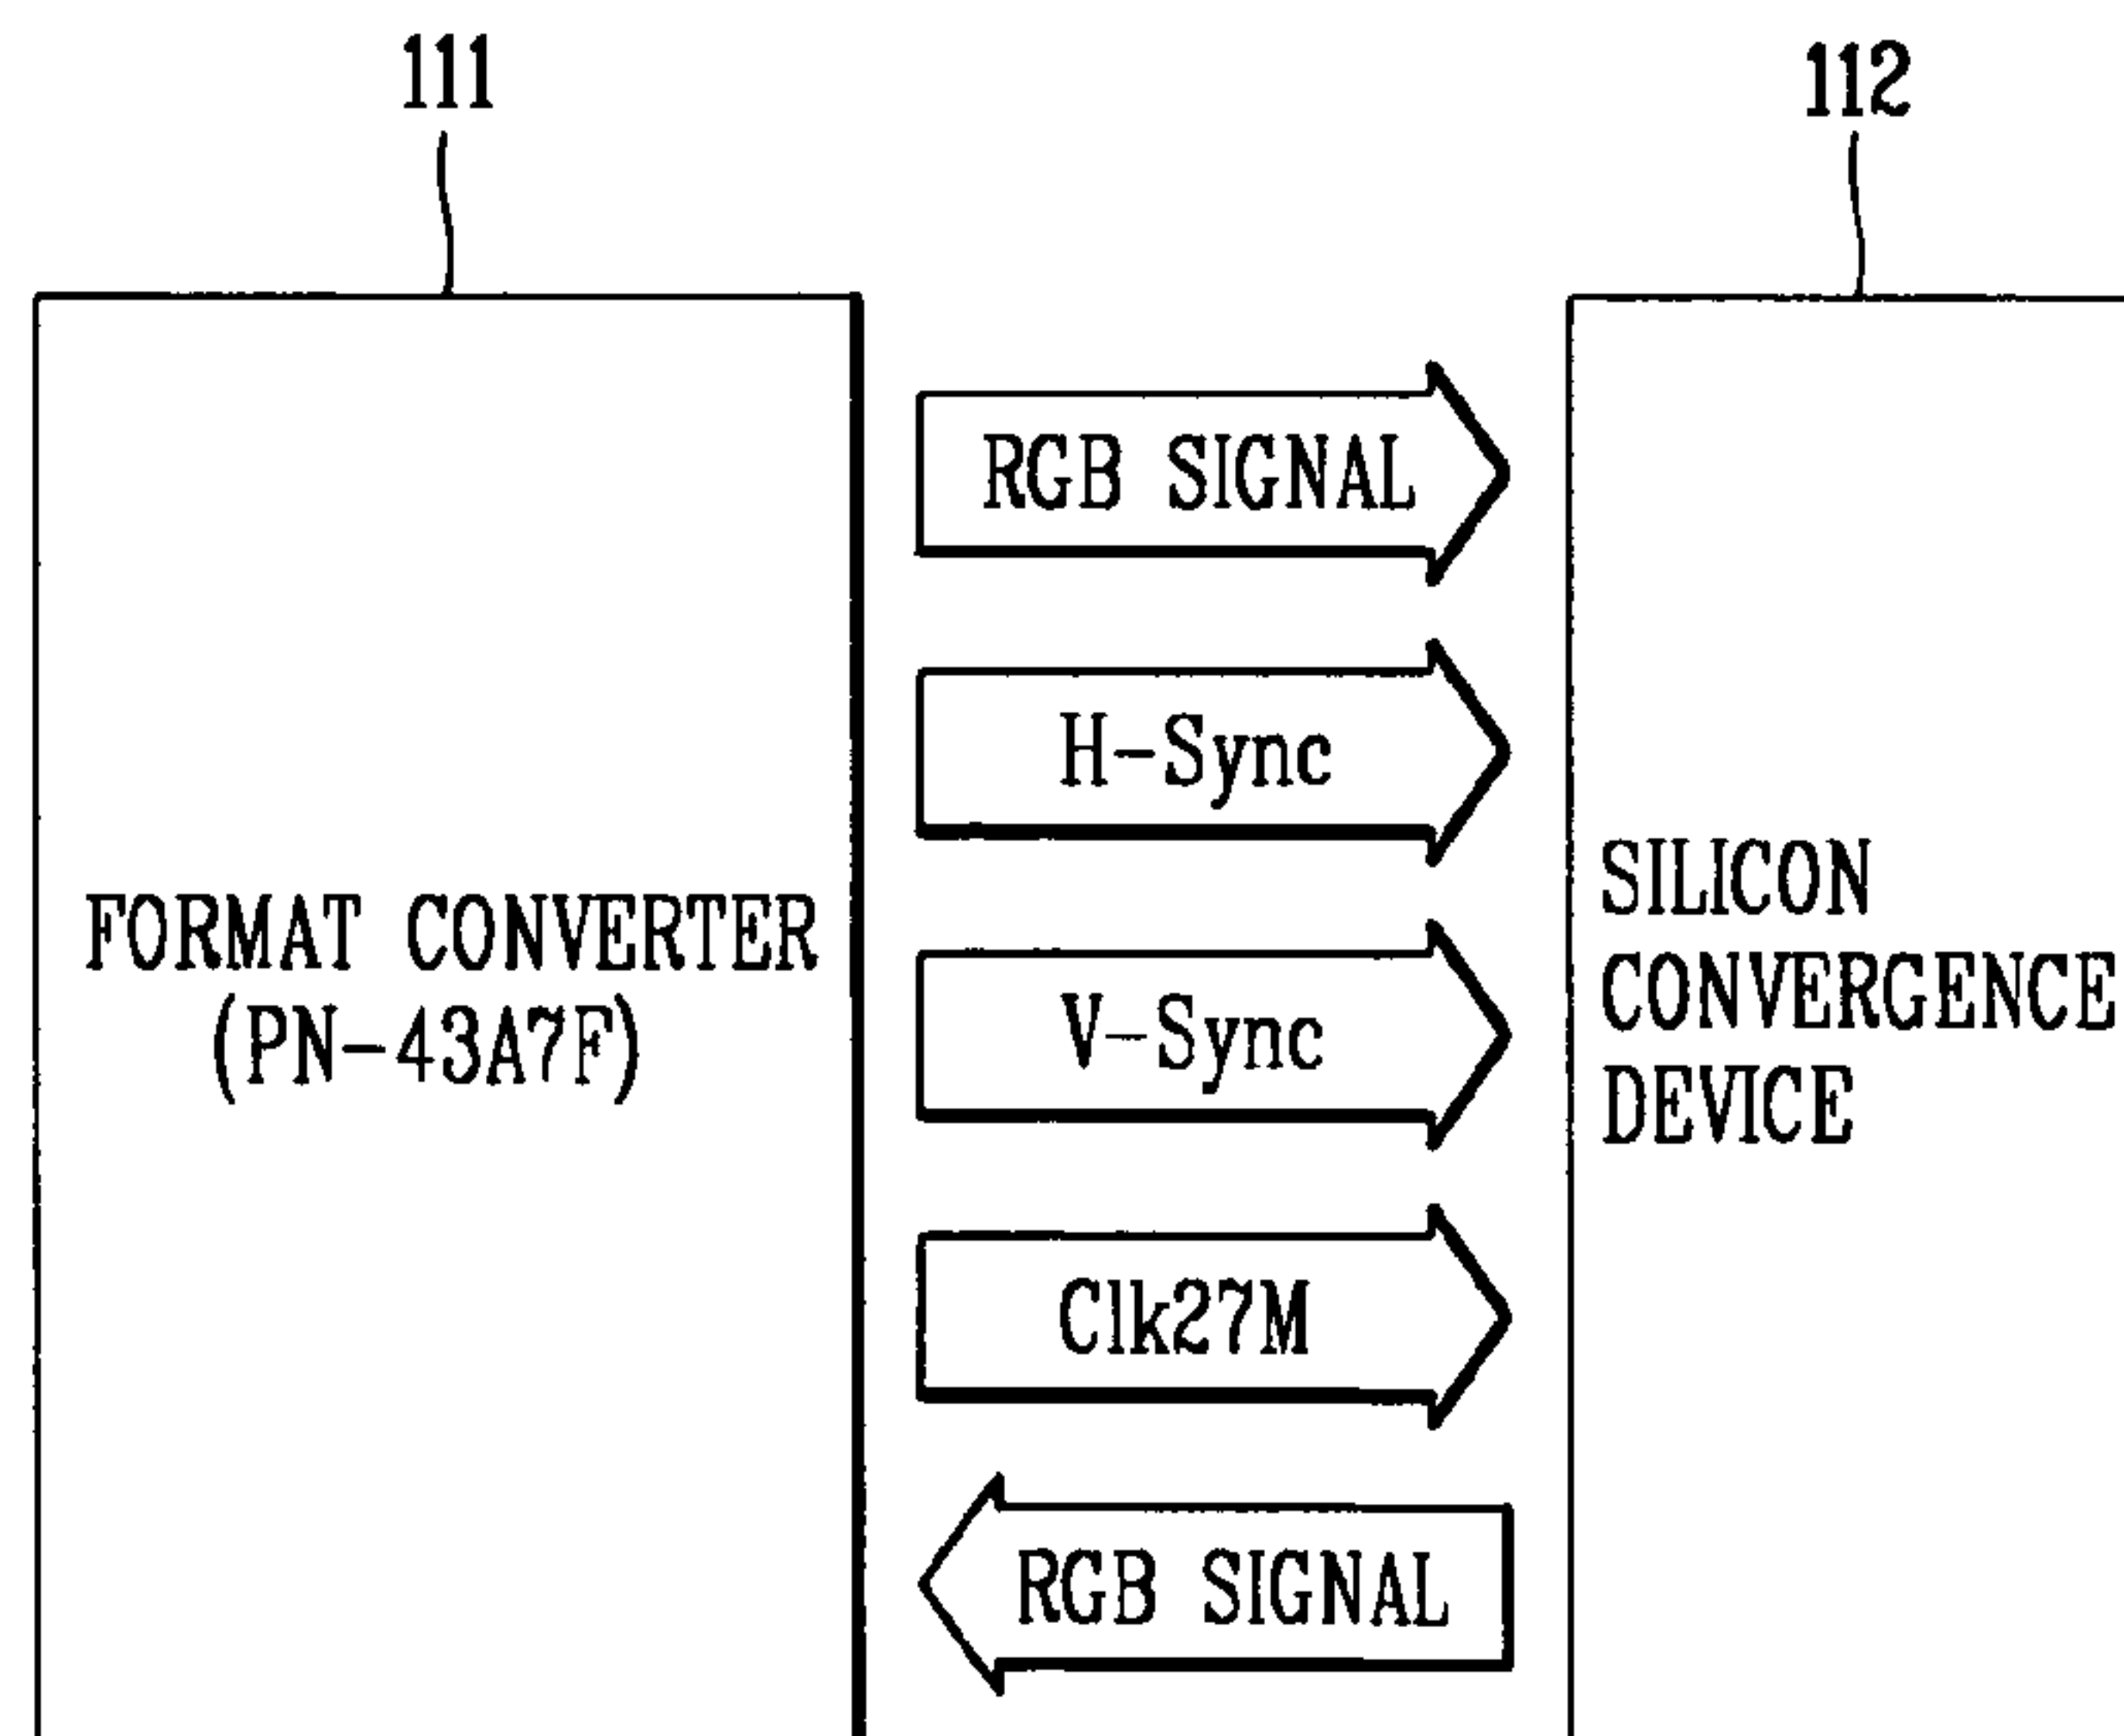 111
112
FORMAT CONVERTER
(PN-43A7F)
RGB SIGNAL
H-Sync
V-Sync
Clk27M
RGB SIGNAL
SILICON
CONVERGENCE
DEVICE